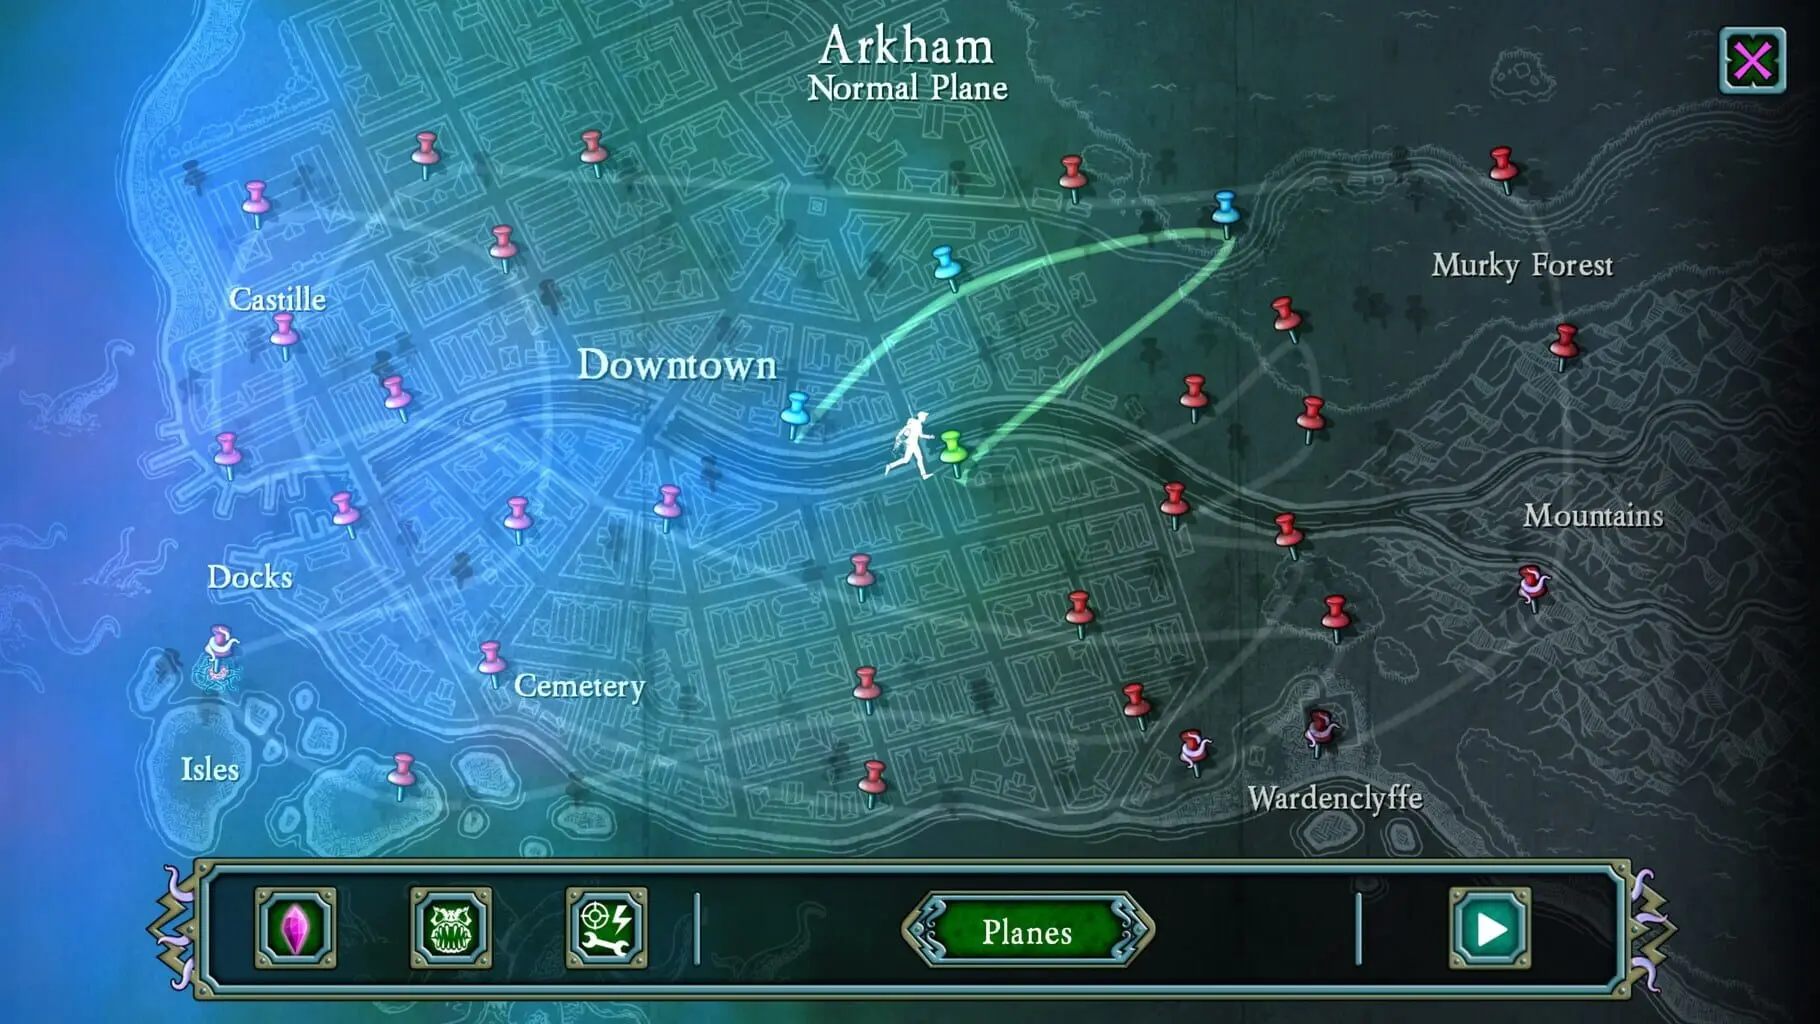 Arkham
Normal Plane
Murky Forest
Castille
Downtown
Mountains
Docks
Cemetery
Isles
Wardenclyffe
Planes